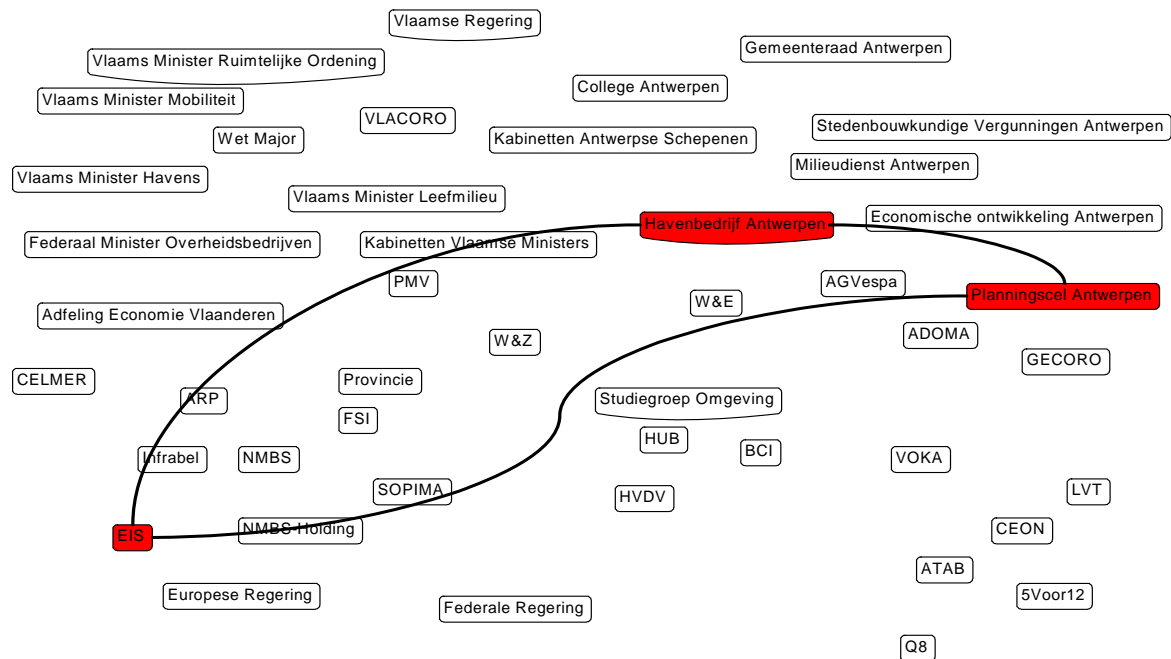 Vlaamse Regering
Gemeenteraad Antwerpen
Vlaams Minister Ruimtelijke Ordening
College Antwerpen
Vlaams Minister Mobiliteit
VLACORO
Stedenbouwkundige Vergunningen Antwerpen
Wet Major
Kabinetten Antwerpse Schepenen
Milieudienst Antwerpen
Vlaams Minister Havens
Vlaams Minister Leefmilieu
Economische ontwikkeling Antwerpen
Havenbedrijf Antwerpen
Federaal Minister Overheidsbedrijven
Kabinetten Vlaamse Ministers
PMV
AGVespa
Planningscel Antwerpen
W&E
Adfeling Economie Vlaanderen
ADOMA
W&Z
GECORO
CELMER
Provincie
ARP
Studiegroep Omgeving
FSI
HUB
BCI
Infrabel
NMBS
VOKA
SOPIMA
LVT
HVDV
EIS
NMBS-Holding
CEON
ATAB
Europese Regering
5Voor12
Federale Regering
Q8